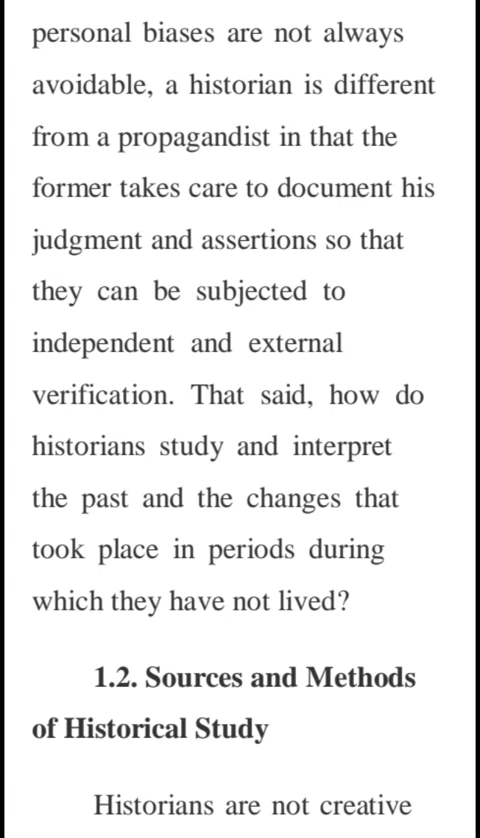 personal biases are not always
avoidable, a historian is different
from a propagandist in that the
former takes care to document his
judgment and assertions so that
they can be subjected to
independent and external
verification. That said, how do
historians study and interpret
the past and the changes that
took place in periods during
which they have not lived?
1.2. Sources and Methods
of Historical Study
Historians are not creative